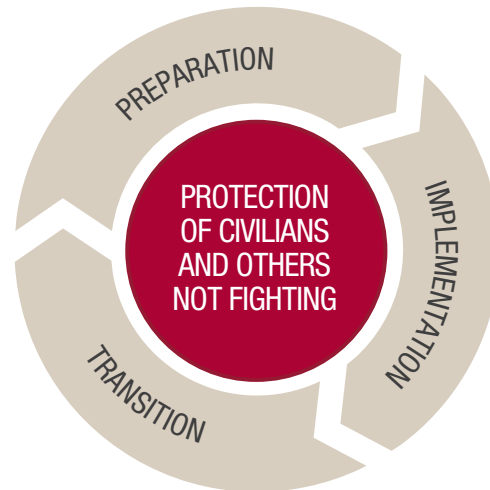 PREPARATION
IMPLEMENTATION
TRANSITION
PROTECTION
OF CIVILIANS
AND OTHERS
NOT FIGHTING